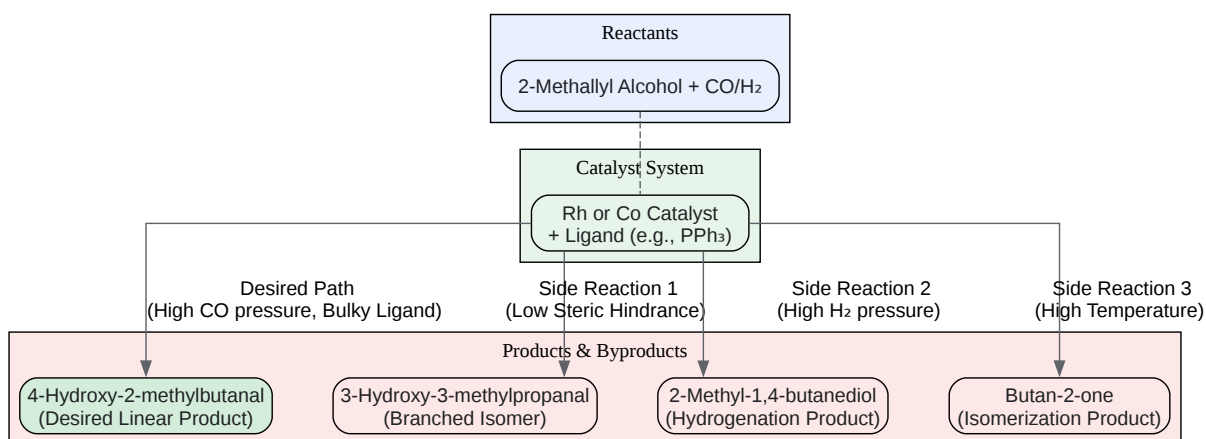 Reactants
2-Methallyl Alcohol + CO/H₂
Catalyst System
Rh or Co Catalyst
+ Ligand (e.g., PPh₃)
Desired Path
(High CO pressure, Bulky Ligand)
Side Reaction 1
(Low Steric Hindrance)
Side Reaction 2
(High H₂ pressure)
Side Reaction 3
(High Temperature)
Products & Byproducts
4-Hydroxy-2-methylbutanal
(Desired Linear Product)
3-Hydroxy-3-methylpropanal
(Branched Isomer)
2-Methyl-1,4-butanediol
(Hydrogenation Product)
Butan-2-one
(Isomerization Product)